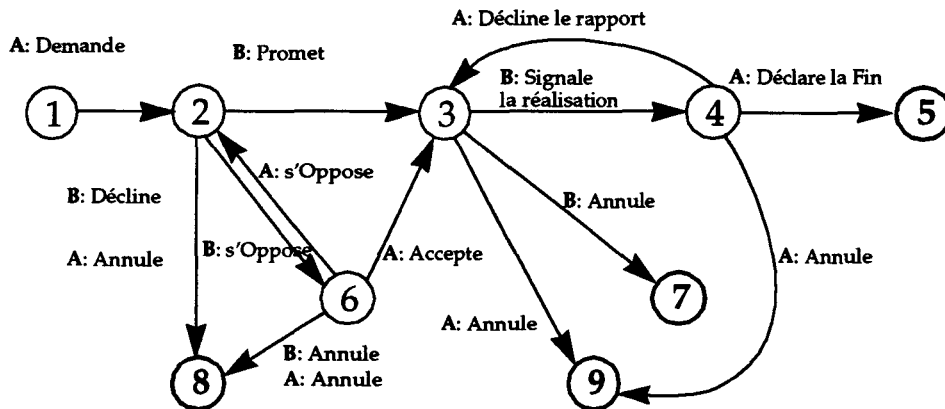 A: Décline le rapport
A: Demande
B: Promet
B: Signale
la réalisation
A: Déclare la Fin
1
2
3
4
5
A: s'Oppose
B: Décline
B: Annule
B: s'Oppose
A: Annule
A: Accepte
A: Annule
6
7
A: Annule
B: Annule
A: Annule
8
9